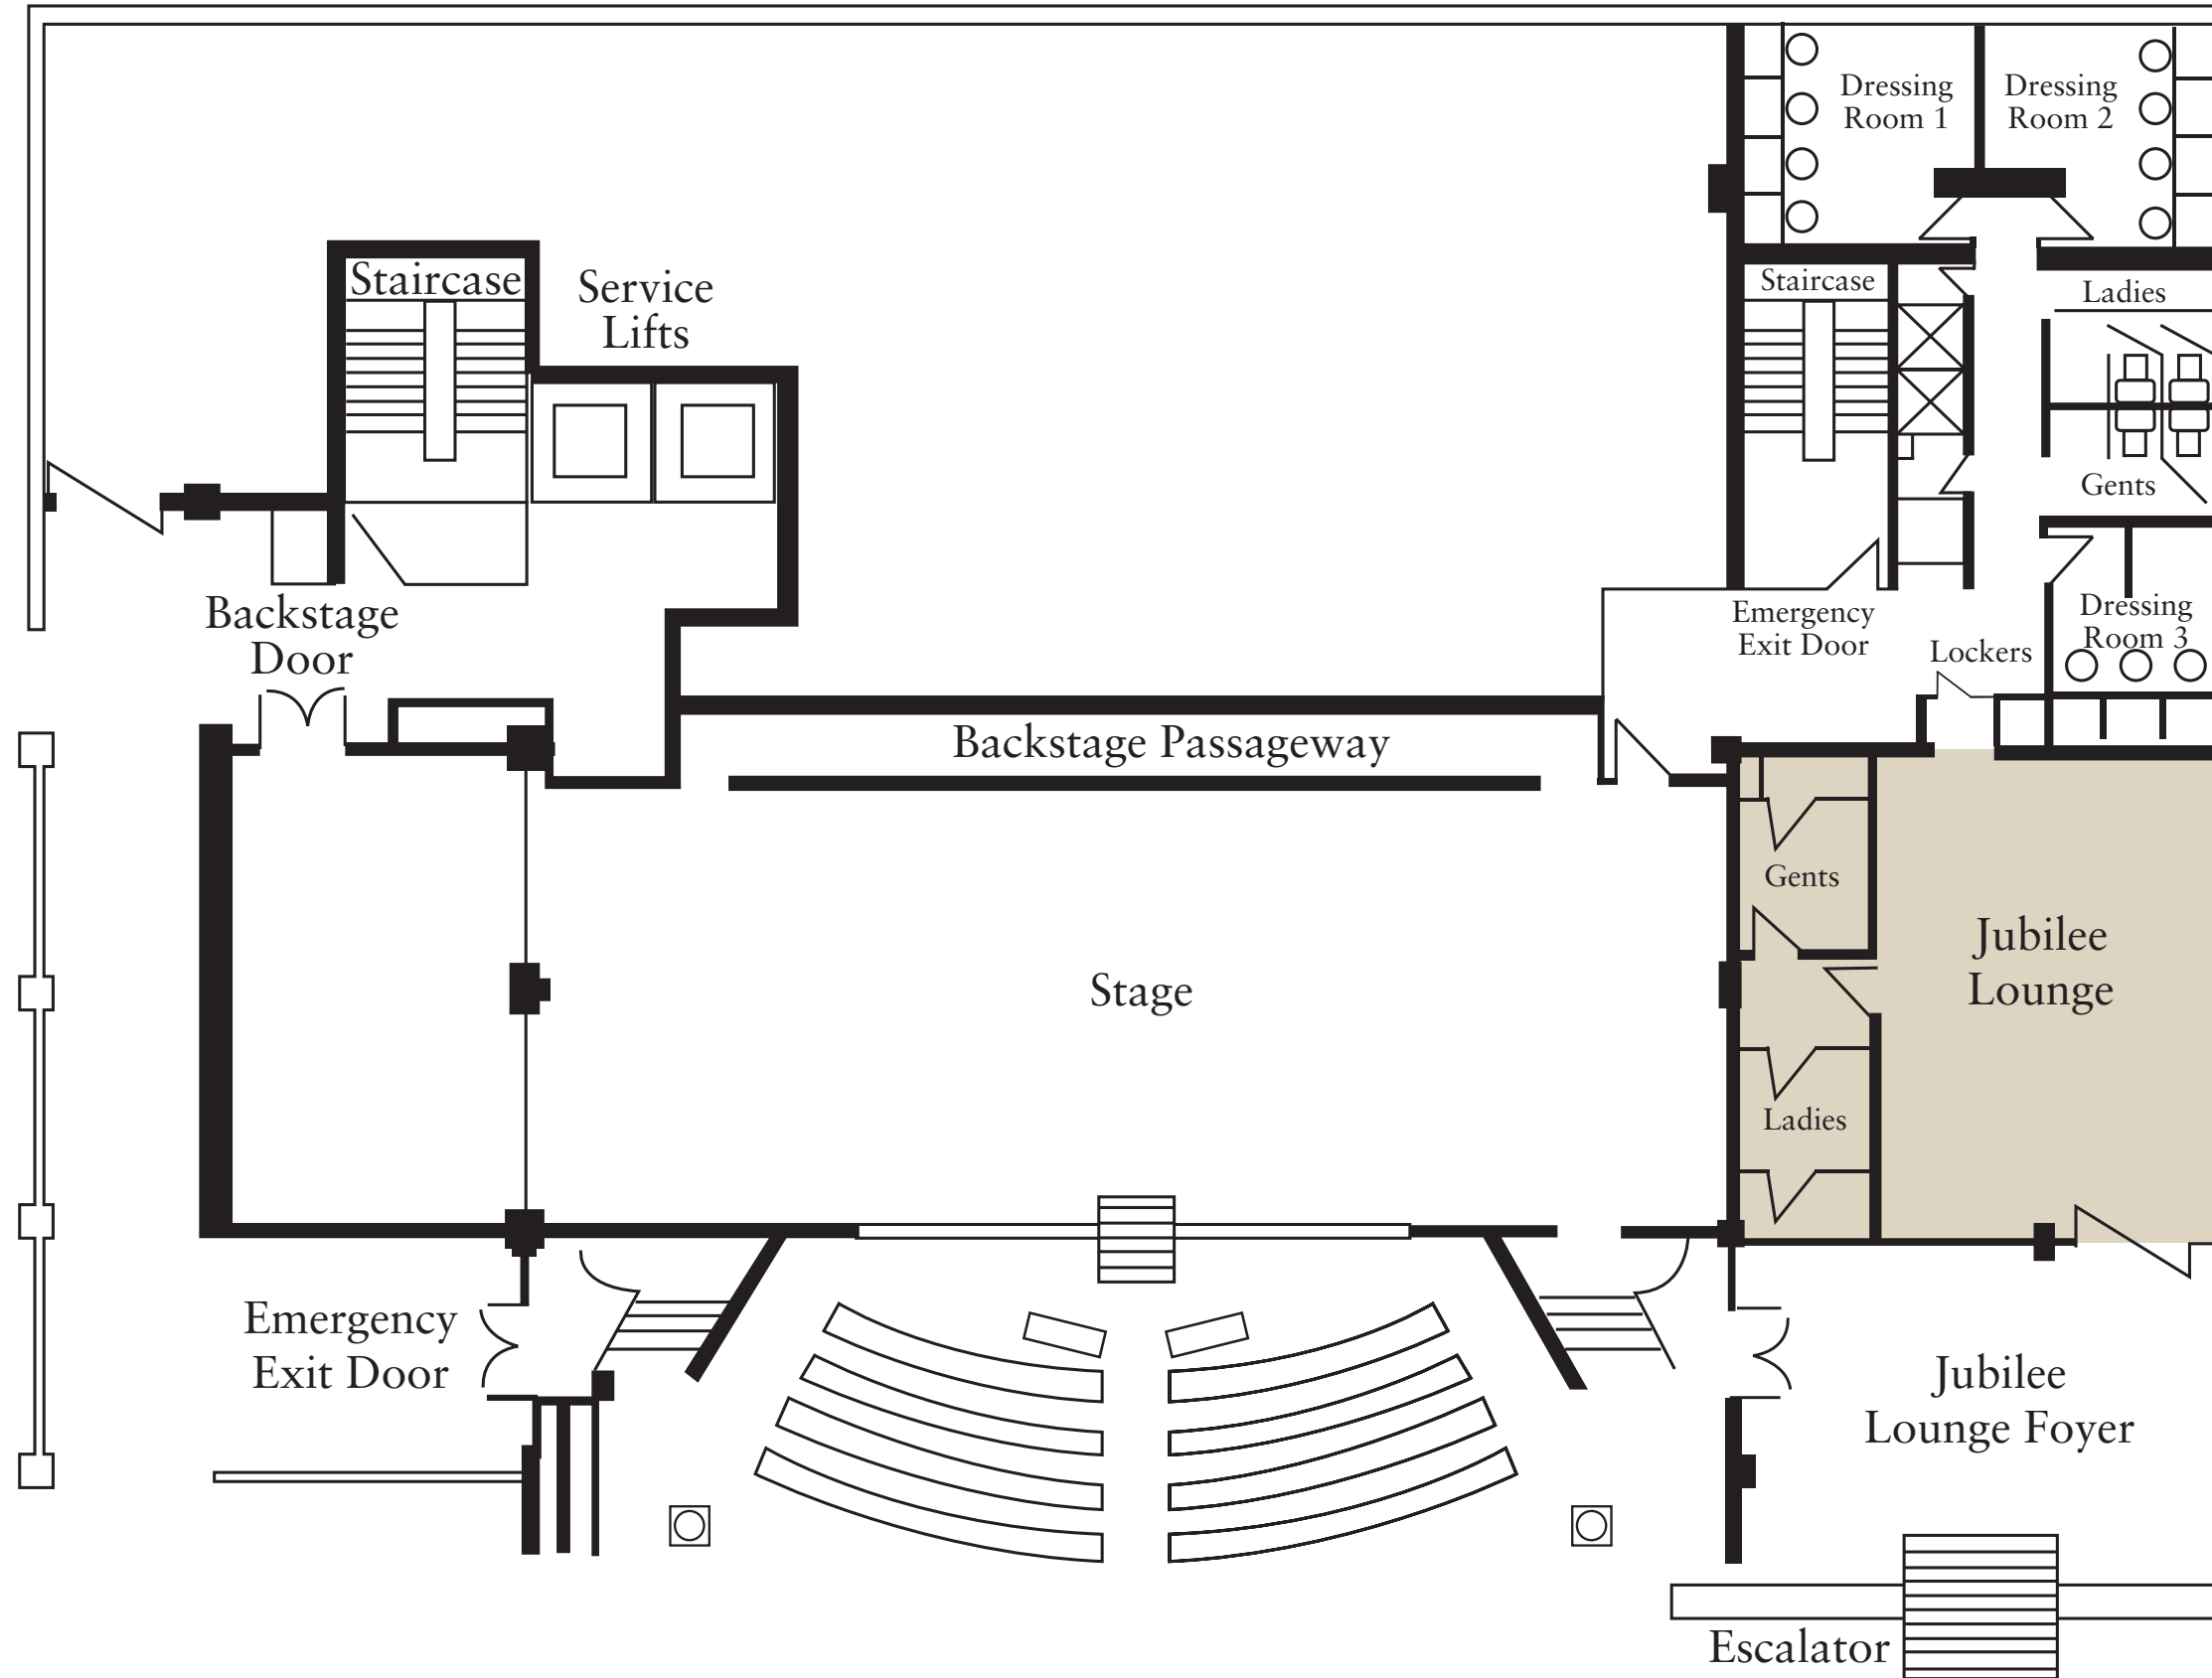 Dressing
Room 1
Dressing
Room 2
Staircase
Service
Lifts
Staircase
Ladies
Gents
Backstage
Door
Emergency
Exit Door
Lockers
Dressing
Room 3
Backstage Passageway
Gents
Jubilee
Lounge
Stage
Ladies
Emergency
Exit Door
Jubilee
Lounge Foyer
Escalator